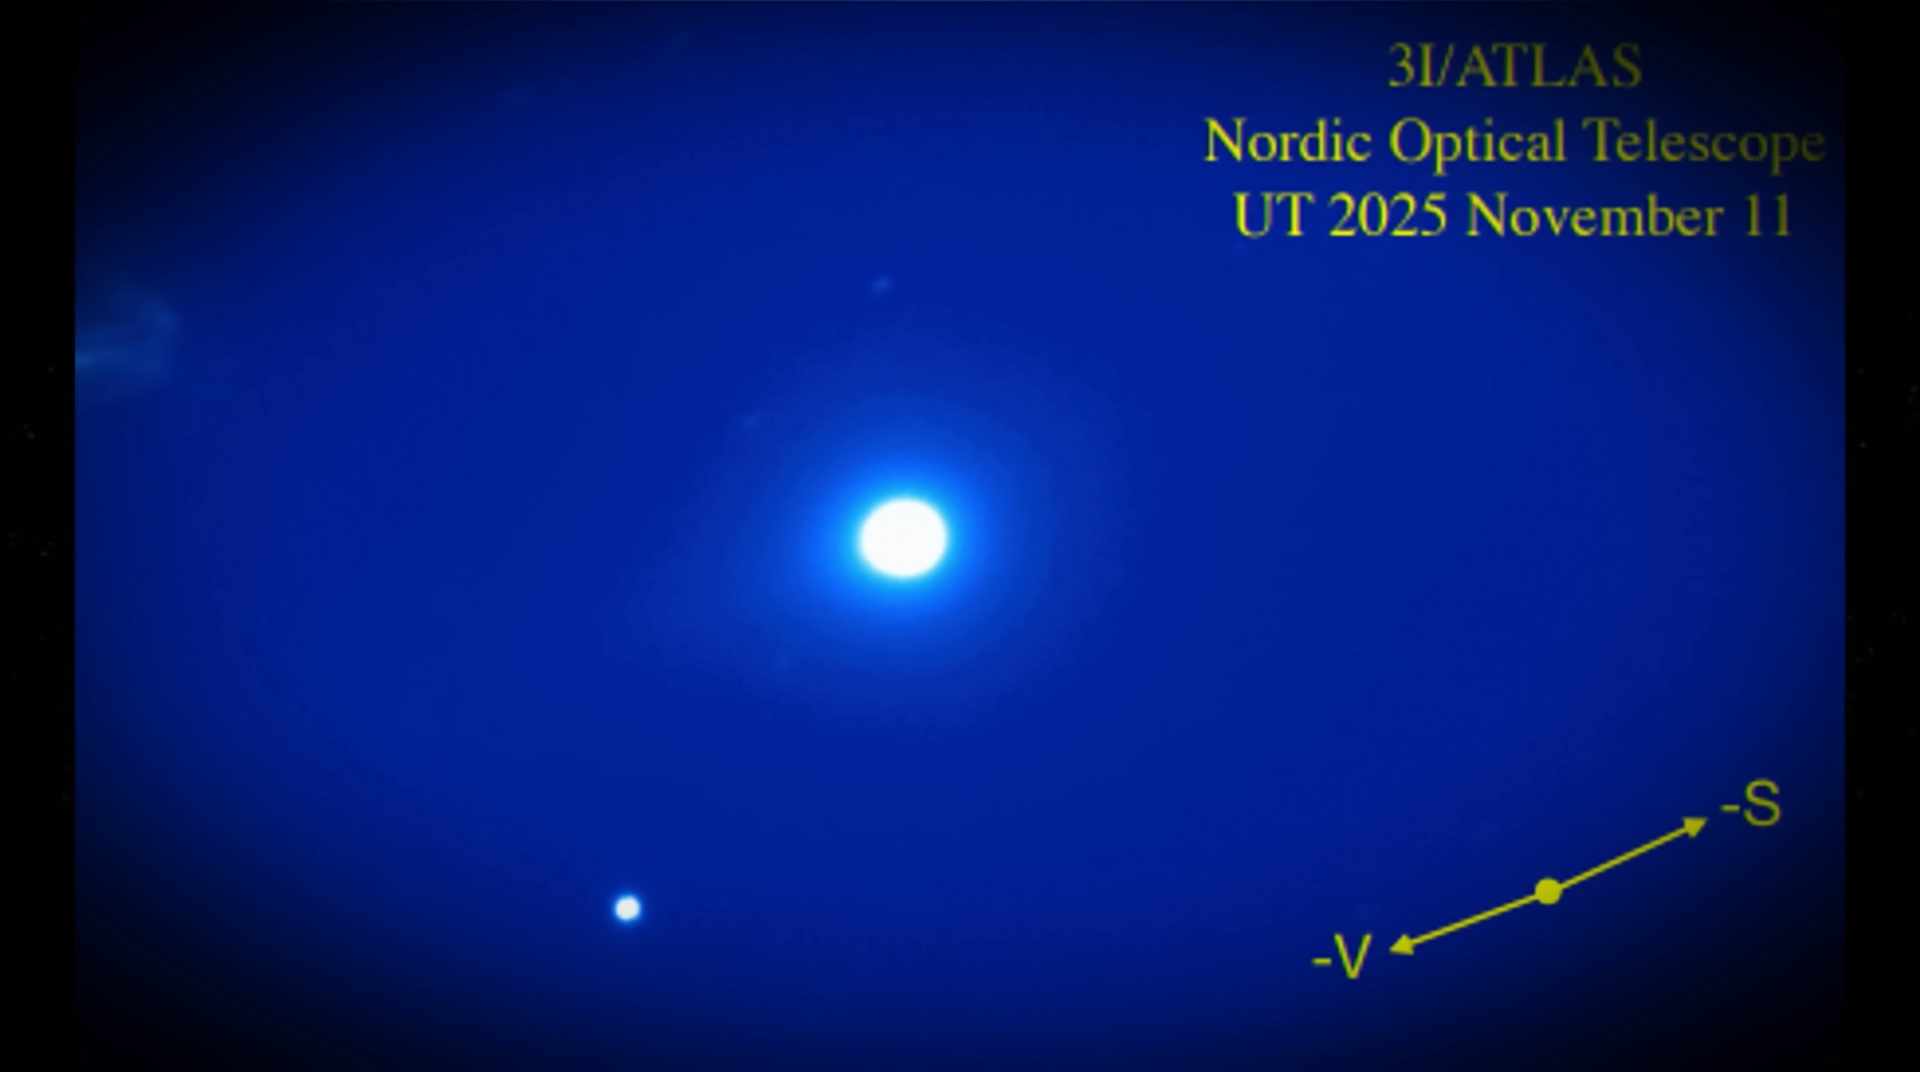 3I/ATLAS
Nordic Optical Telescope
UT 2025 November 11
-S
-V